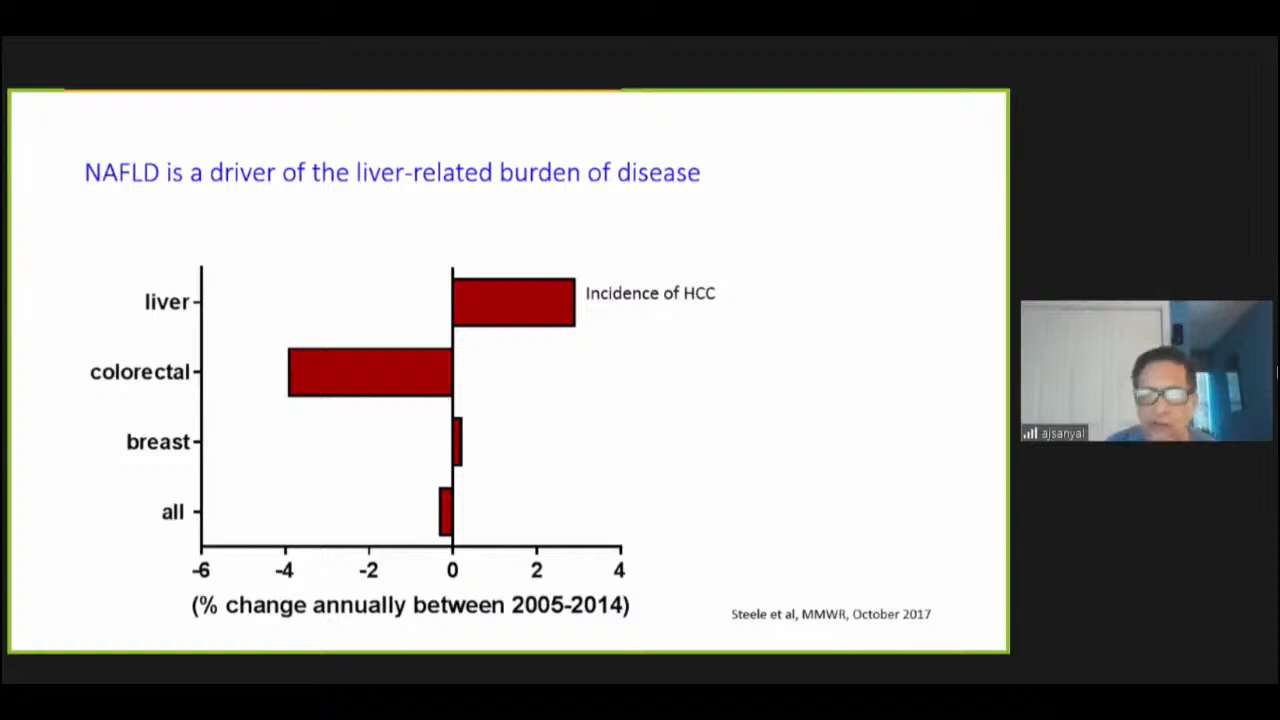 NAFLD is a driver of the liver-related burden of disease
liver
Incidence of HCC
colorectal
breast
all
-6 -4 -2 0 2 4
(% change annually between 2005-2014)
Steele et al, MMWR, October 2017
ajsanyal